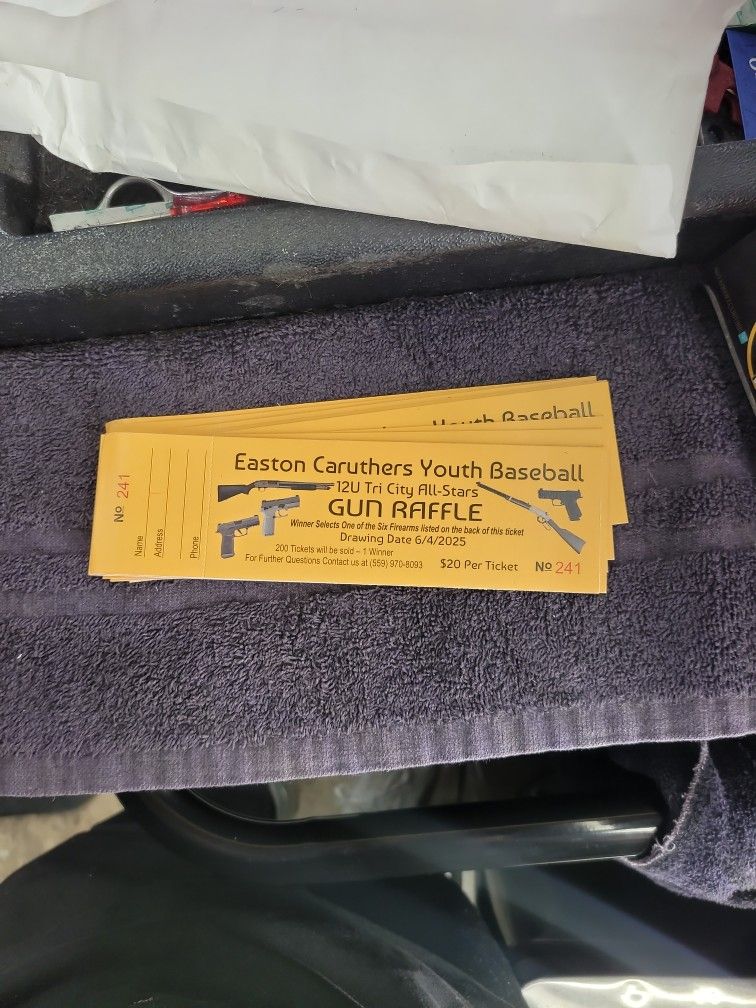 Youth Baseball
Easton Caruthers Youth Baseball
12U Tri City All-Stars
GUN RAFFLE
Winner Selects One of the Six Firearms listed on the back of this ticket
Drawing Date 6/4/2025
200 Tickets will be sold – 1 Winner
For Further Questions Contact us at (559) 970-8093
$20 Per Ticket
Nº 241
Nº 241
Name
Address
Phone